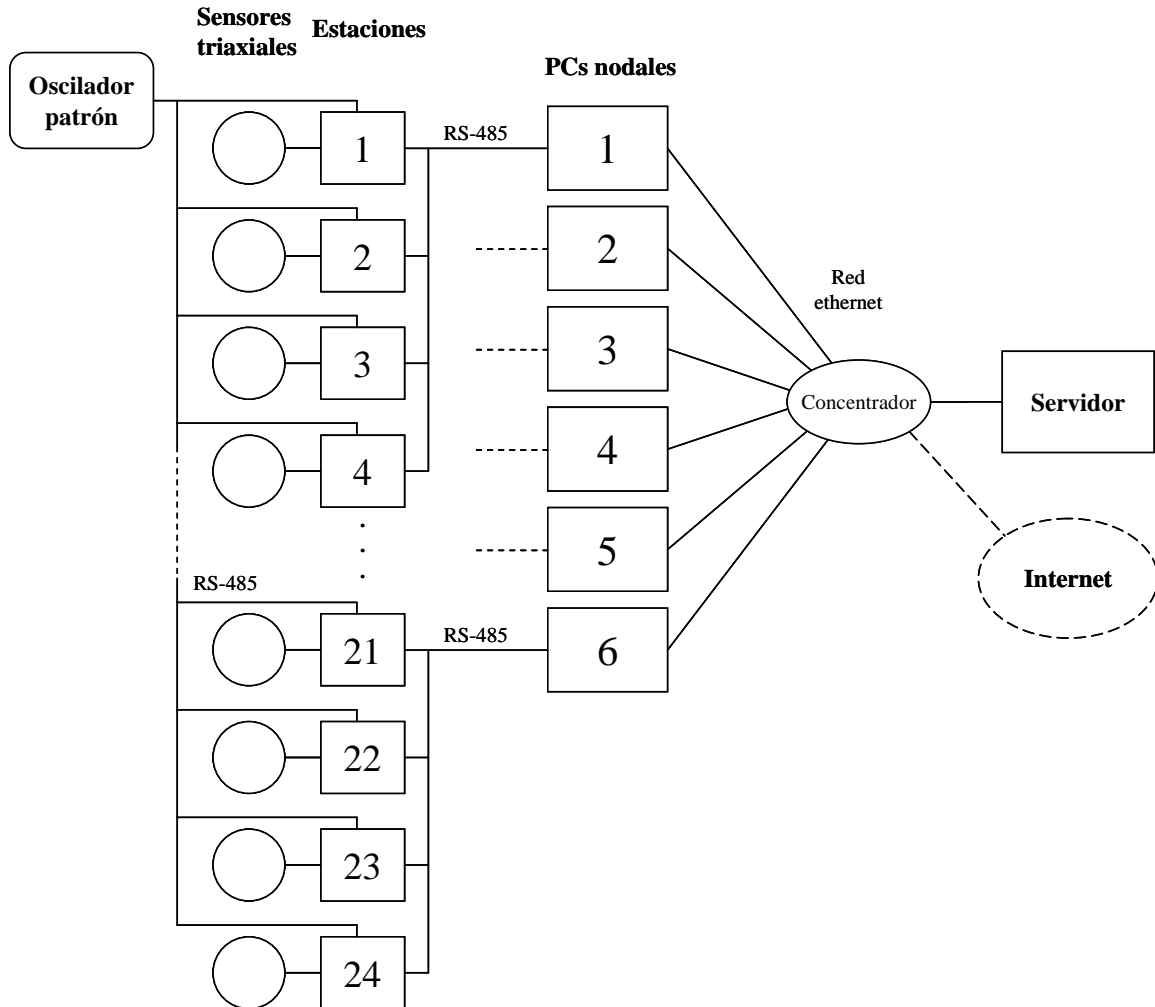 Sensores
triaxiales
Estaciones
PCs nodales
Oscilador
patrón
1
RS-485
1
2
2
3
3
Red
ethernet
4
4
Concentrador
Servidor
5
Internet
RS-485
21
RS-485
6
22
23
24